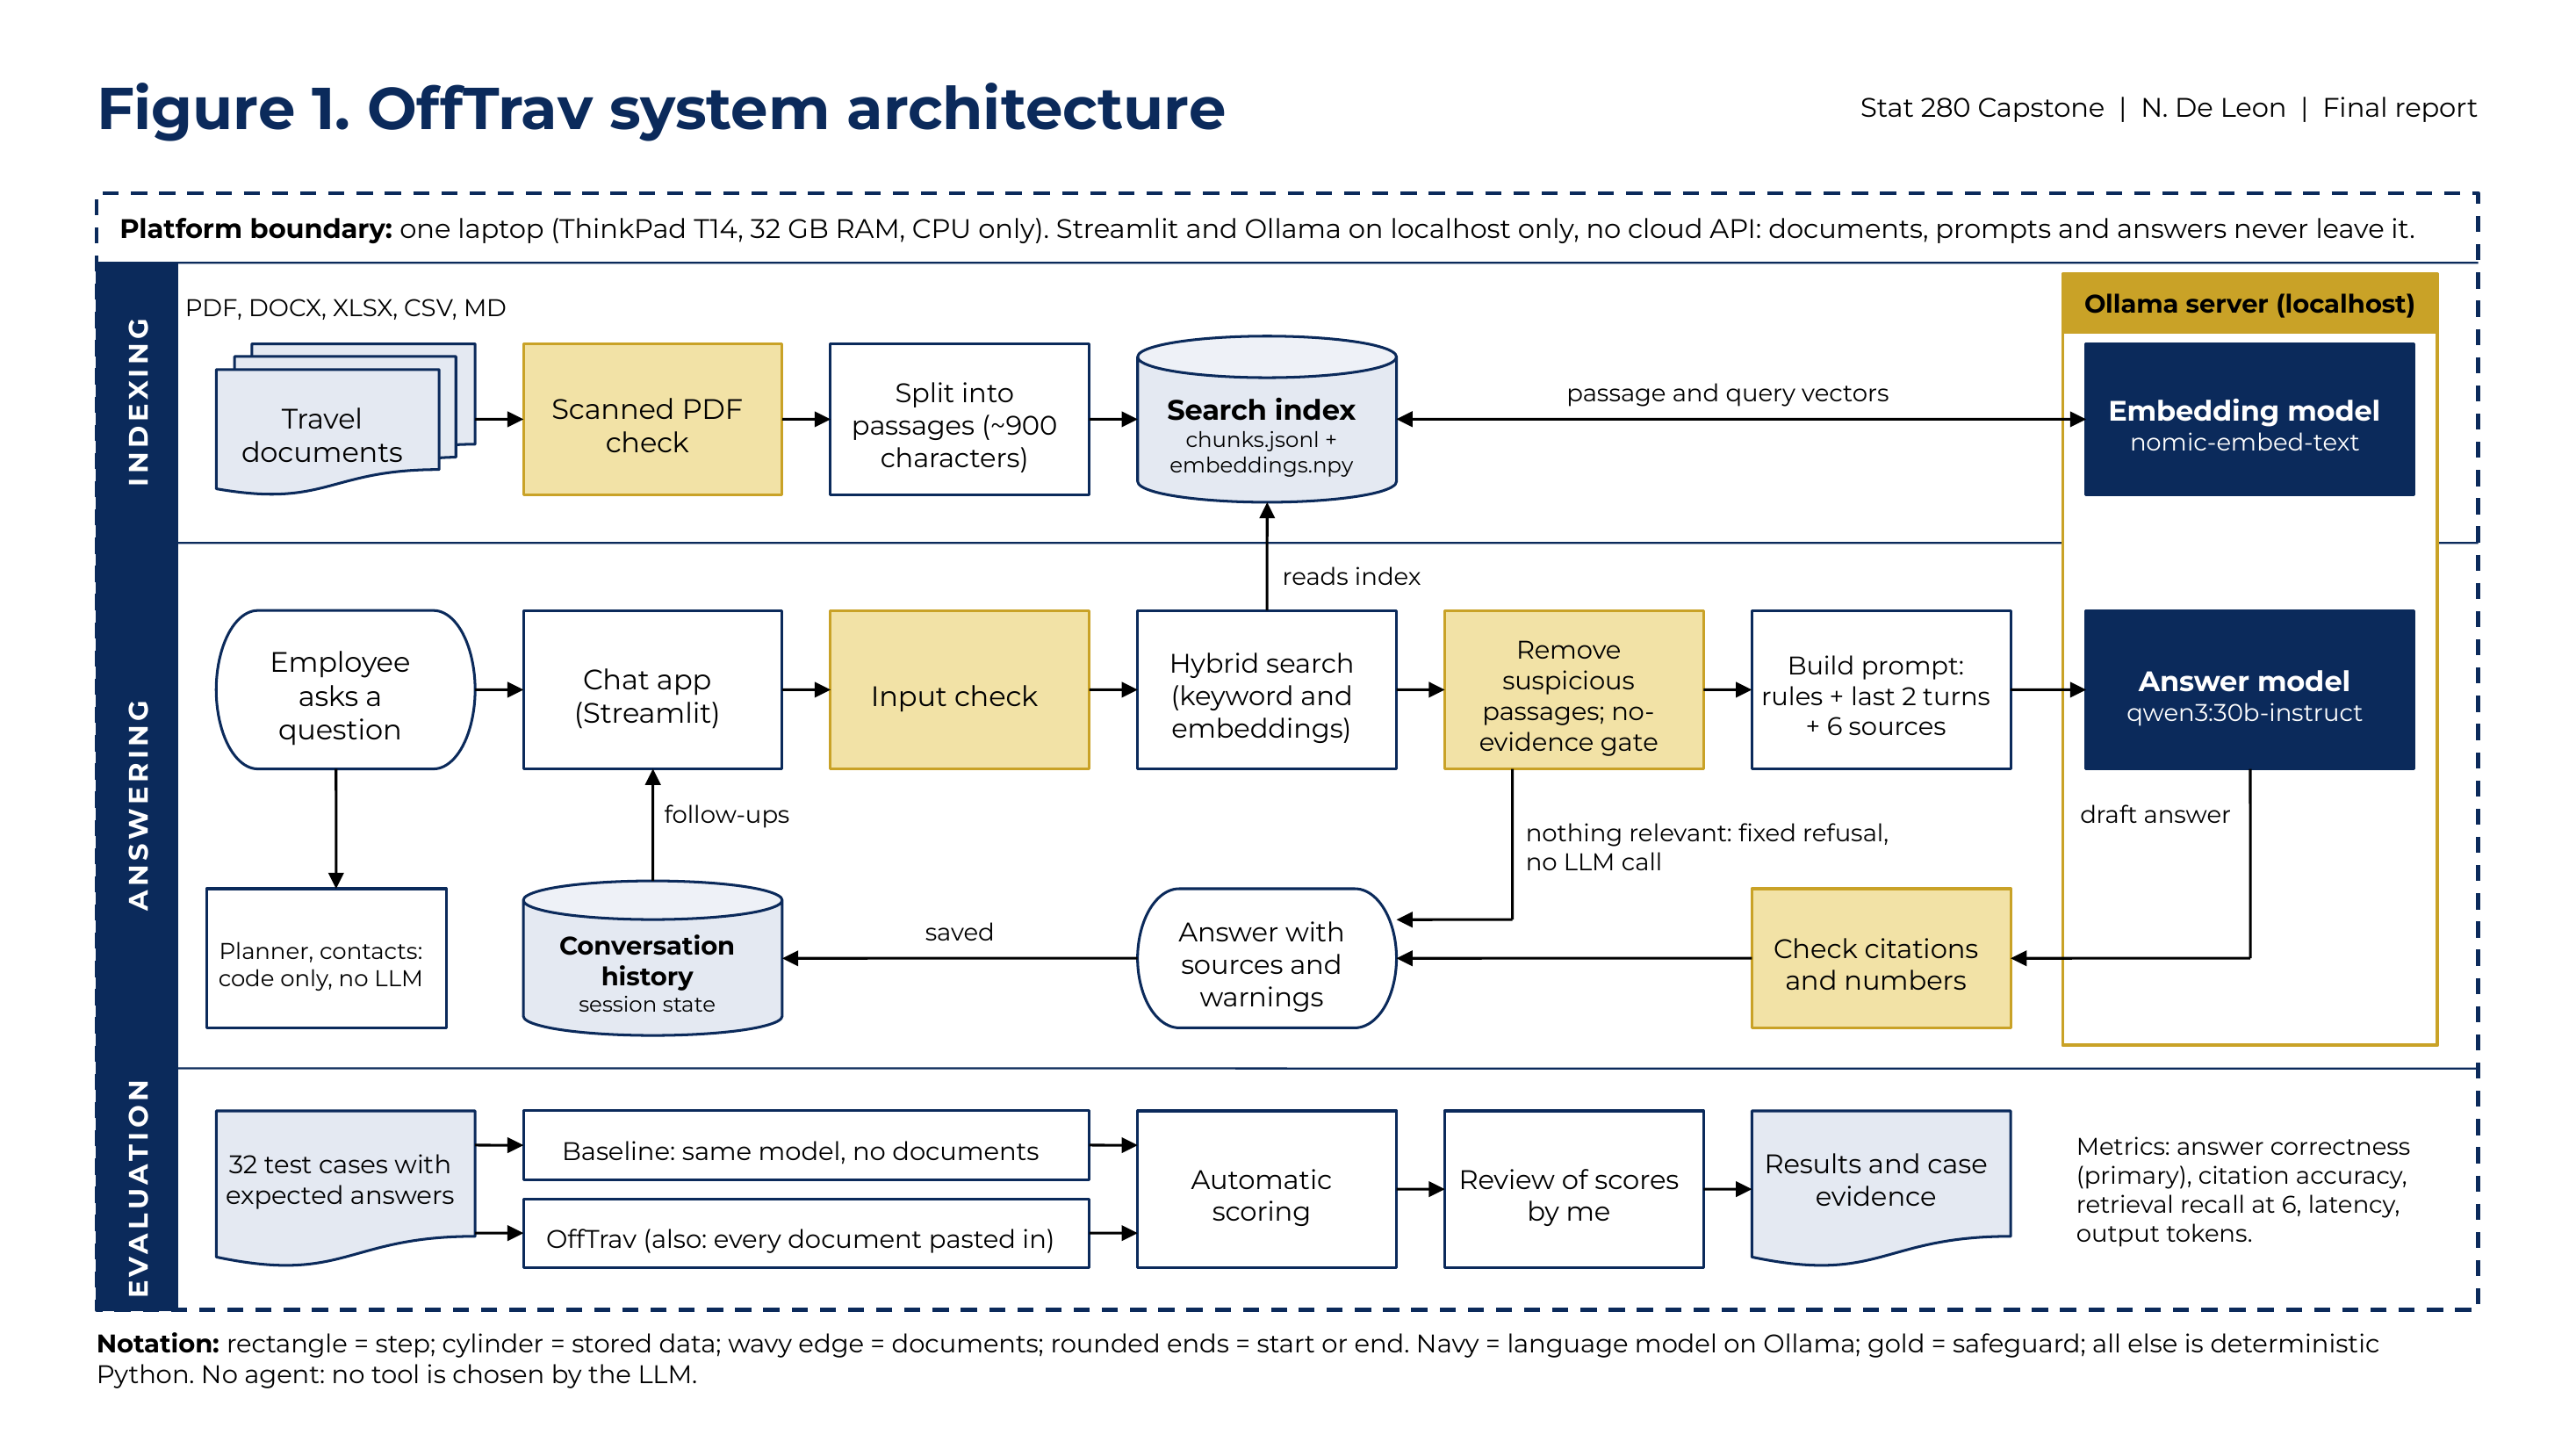 Figure 1. OffTrav system architecture
Stat 280 Capstone | N. De Leon | Final report
Platform boundary: one laptop (ThinkPad T14, 32 GB RAM, CPU only). Streamlit and Ollama on localhost only, no cloud API: documents, prompts and answers never leave it.
INDEXING
PDF, DOCX, XLSX, CSV, MD
Travel
documents
Scanned PDF
check
Split into
passages (~900
characters)
Search index
chunks.jsonl +
embeddings.npy
passage and query vectors
Ollama server (localhost)
Embedding model
nomic-embed-text
reads index
ANSWERING
Employee
asks a
question
Chat app
(Streamlit)
Input check
Hybrid search
(keyword and
embeddings)
Remove
suspicious
passages; no-
evidence gate
Build prompt:
rules + last 2 turns
+ 6 sources
Answer model
qwen3:30b-instruct
follow-ups
nothing relevant: fixed refusal,
no LLM call
draft answer
Planner, contacts:
code only, no LLM
Conversation
history
session state
saved
Answer with
sources and
warnings
Check citations
and numbers
EVALUATION
32 test cases with
expected answers
Baseline: same model, no documents
OffTrav (also: every document pasted in)
Automatic
scoring
Review of scores
by me
Results and case
evidence
Metrics: answer correctness
(primary), citation accuracy,
retrieval recall at 6, latency,
output tokens.
Notation: rectangle = step; cylinder = stored data; wavy edge = documents; rounded ends = start or end. Navy = language model on Ollama; gold = safeguard; all else is deterministic
Python. No agent: no tool is chosen by the LLM.